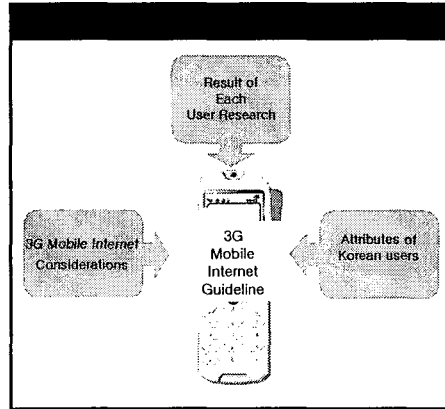 Result of
Each
User Research
3G Mobile Internet
Considerations
3G
Mobile
Internet
Guideline
Attributes of
Korean users